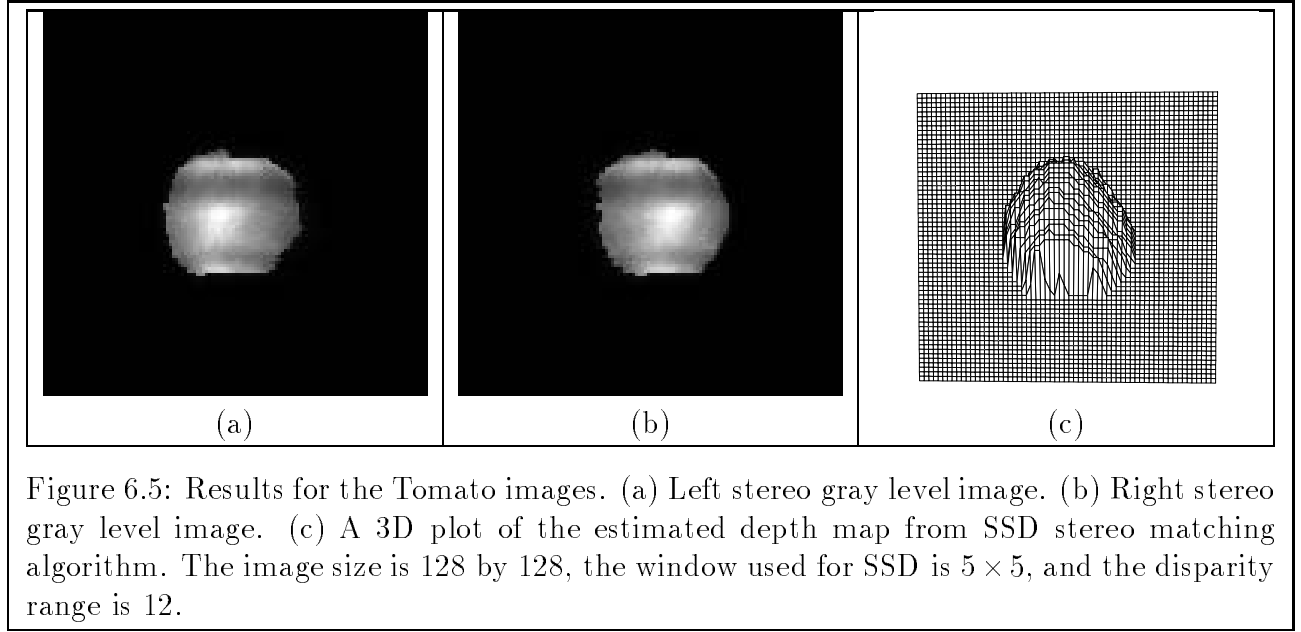 (a)
(b)
(c)
Figure 6.5: Results for the Tomato images. (a) Left stereo gray level image. (b) Right stereo
gray level image. (c) A 3D plot of the estimated depth map from SSD stereo matching
algorithm. The image size is 128 by 128, the window used for SSD is 5 × 5, and the disparity
range is 12.